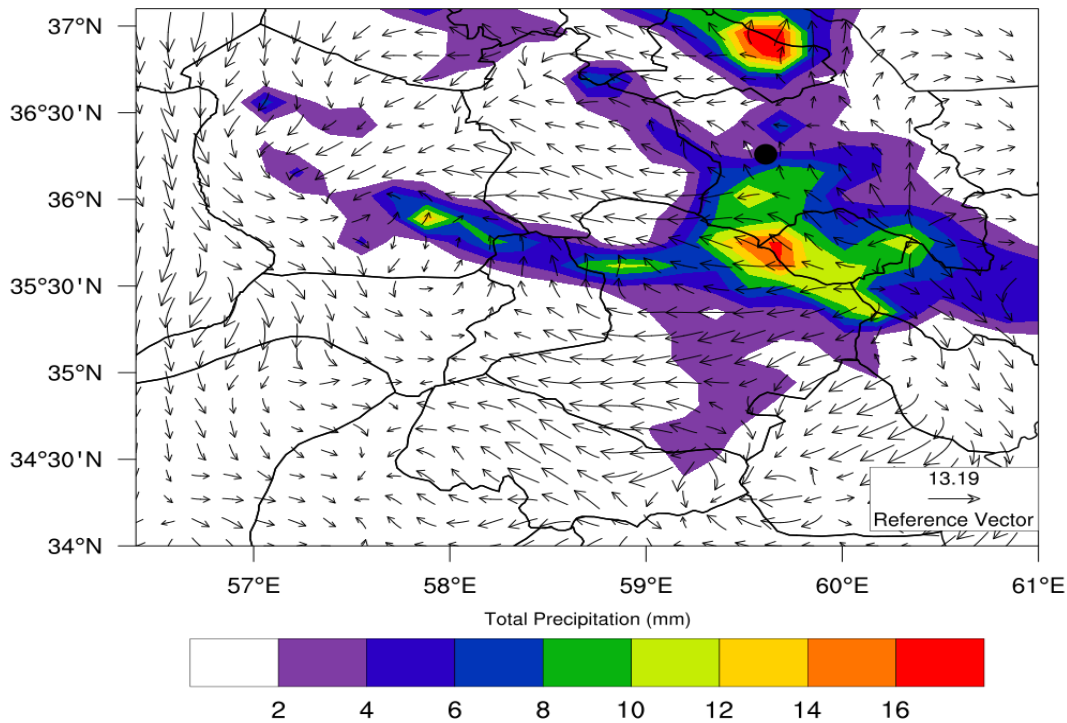 37°N
36°30'N
36°N
35°30'N
35°N
34°30'N
34°N
13.19
Reference Vector
57°E 58°E 59°E 60°E 61°E
Total Precipitation (mm)
2 4 6 8 10 12 14 16